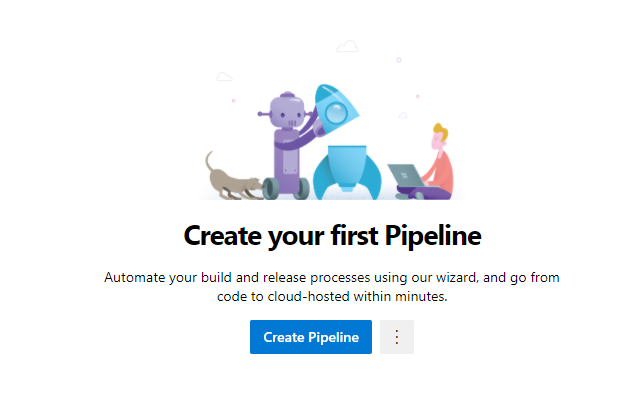 Create your first Pipeline
Automate your build and release processes using our wizard, and go from
code to cloud-hosted within minutes.
Create Pipeline